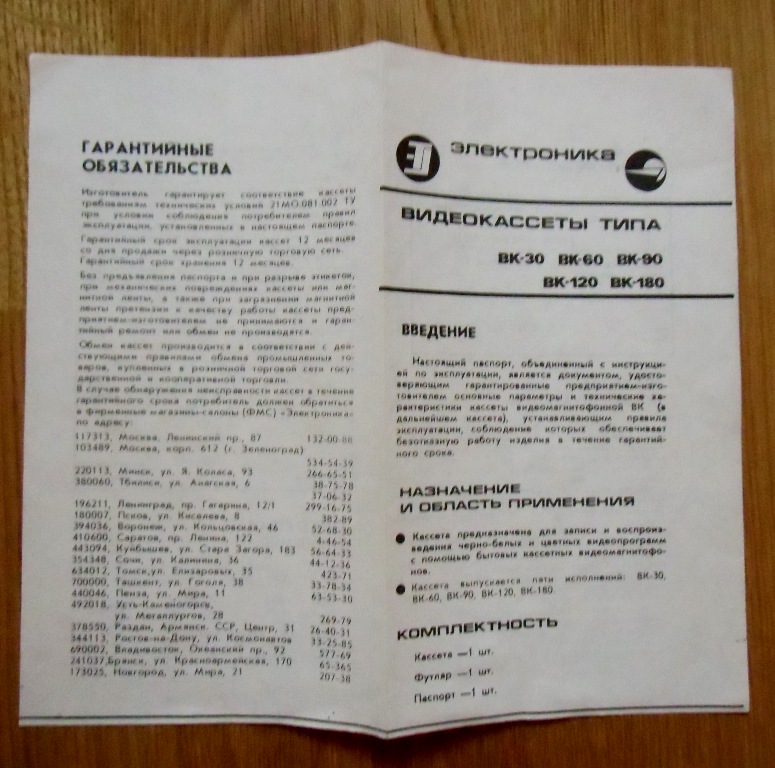 ГАРАНТИЙНЫЕ
ОБЯЗАТЕЛЬСТВА
Изготовитель гарантирует соответствие кассеты
требованиям технических условий 21МО.081.002 ТУ
при условии соблюдения потребителем правил
эксплуатации, установленных в настоящем паспорте.
Гарантийный срок эксплуатации кассет 12 месяцев
со дня продажи через розничную торговую сеть.
Гарантийный срок хранения 12 месяцев.
Без предъявления паспорта и при разрыве этикеток,
при механических повреждениях кассеты или маг-
нитной ленты, а также при загрязнении магнитной
ленты претензии к качеству работы кассеты пред-
приятием-изготовителем не принимаются и гаран-
тийный ремонт или обмен не производятся.
Обмен кассет производится в соответствии с дей-
ствующими правилами обмена промышленных то-
варов, купленных в розничной торговой сети госу-
дарственной и кооперативной торговли.
В случае обнаружения неисправности кассет в течение
гарантийного срока потребитель должен обратиться
в фирменные магазины-салоны (ФМС) «Электроника»
по адресу:
117313, Москва, Ленинский пр., 87 132-00-88
103489, Москва, корп. 612 (г. Зеленоград)
534-54-39
220113, Минск, ул. Я. Коласа, 93 266-65-51
380060, Тбилиси, ул. Анагская, 6 38-75-78
37-06-32
196211, Ленинград, пр. Гагарина, 12/1 299-16-75
180007, Псков, ул. Киселева, 8 382-89
394036, Воронеж, ул. Кольцовская, 46 52-68-30
410600, Саратов, пр. Ленина, 122 4-46-54
443094, Куйбышев, ул. Стара Загора, 183 56-64-33
354348, Сочи, ул. Калинина, 36 44-12-36
634012, Томск,ул. Елизаровых, 35 423-71
700000, Ташкент, ул. Гоголя, 38 33-78-34
440046, Пенза, ул. Мира, 11 63-53-30
492018, Усть-Каменогорск,
ул. Металлургов, 28 269-79
378550, Раздан, Армянск. ССР, Центр, 31 26-40-31
344113, Ростов-на-Дону, ул. Космонавтов 33-25-85
690002, Владивосток, Океанский пр., 92 577-69
241037,Брянск, ул. Красноармейская, 170 65-365
173025, Новгород, ул. Мира, 21 207-38
электроника
ВИДЕОКАССЕТЫ ТИПА
ВК-30 ВК-60 ВК-90
ВК-120 ВК-180
ВВЕДЕНИЕ
Настоящий паспорт, объединенный с инструкци-
ей по эксплуатации, является документом, удосто-
веряющим гарантированные предприятием-изго-
товителем основные параметры и технические ха-
рактеристики кассеты видеомагнитофонной ВК (в
дальнейшем кассета), устанавливающим правила
эксплуатации, соблюдение которых обеспечивает
безотказную работу изделия в течение гарантий-
ного срока.
НАЗНАЧЕНИЕ
И ОБЛАСТЬ ПРИМЕНЕНИЯ
● Кассета предназначена для записи и воспроиз-
ведения черно-белых и цветных видеопрограмм
с помощью бытовых кассетных видеомагнитофо-
нов.
● Кассета выпускается пяти исполнений: ВК-30,
ВК-60, ВК-90, ВК-120, ВК-180.
КОМПЛЕКТНОСТЬ
Кассета —1 шт.
Футляр —1 шт.
Паспорт —1 шт.